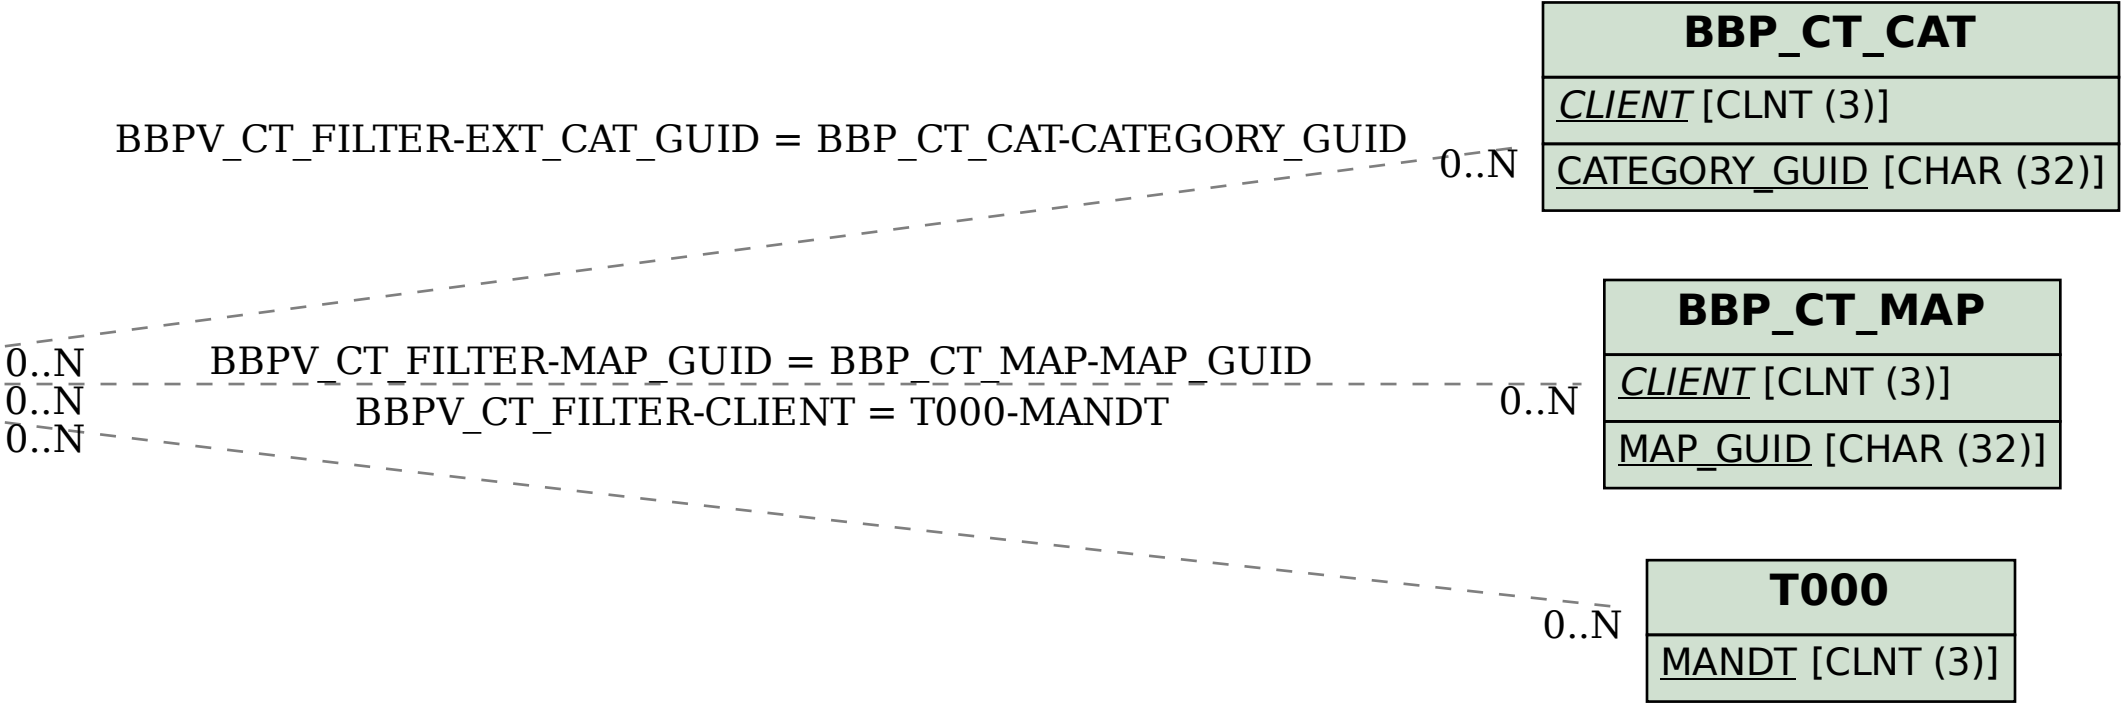 BBP_CT_CAT
CLIENT [CLNT (3)]
CATEGORY_GUID [CHAR (32)]
BBPV_CT_FILTER-EXT_CAT_GUID = BBP_CT_CAT-CATEGORY_GUID
0..N
BBP_CT_MAP
CLIENT [CLNT (3)]
MAP_GUID [CHAR (32)]
0..N
BBPV_CT_FILTER-MAP_GUID = BBP_CT_MAP-MAP_GUID
0..N
0..N
BBPV_CT_FILTER-CLIENT = T000-MANDT
0..N
0..N
T000
MANDT [CLNT (3)]